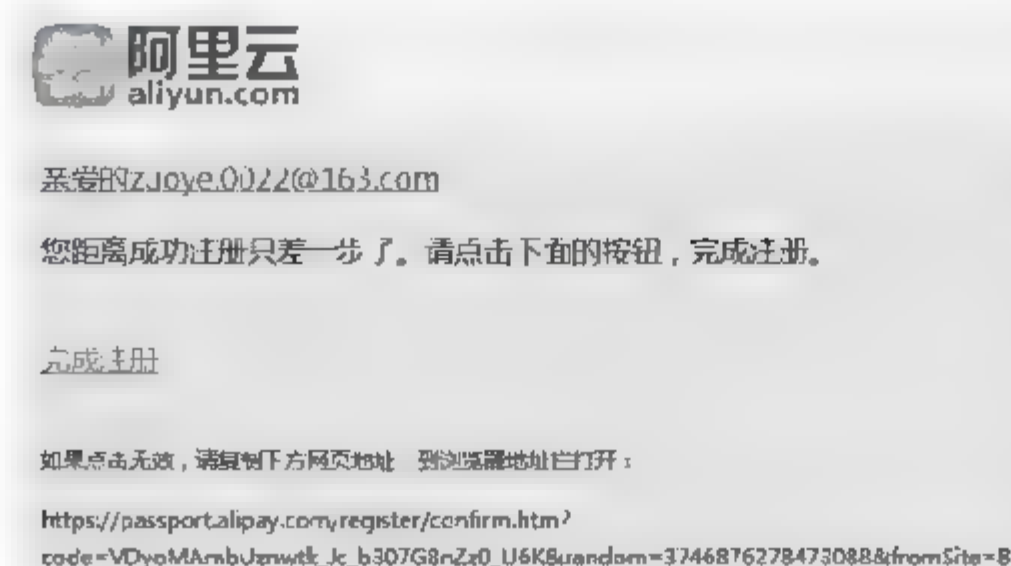 阿里云
aliyun.com
亲爱的zuoye.0022@163.com
您距离成功注册只差一步了。请点击下面的按钮，完成注册。
完成注册
如果点击无效，请复制下方网页地址 到浏览器地址栏打开：
https://passport.alipay.com/register/confirm.htm?